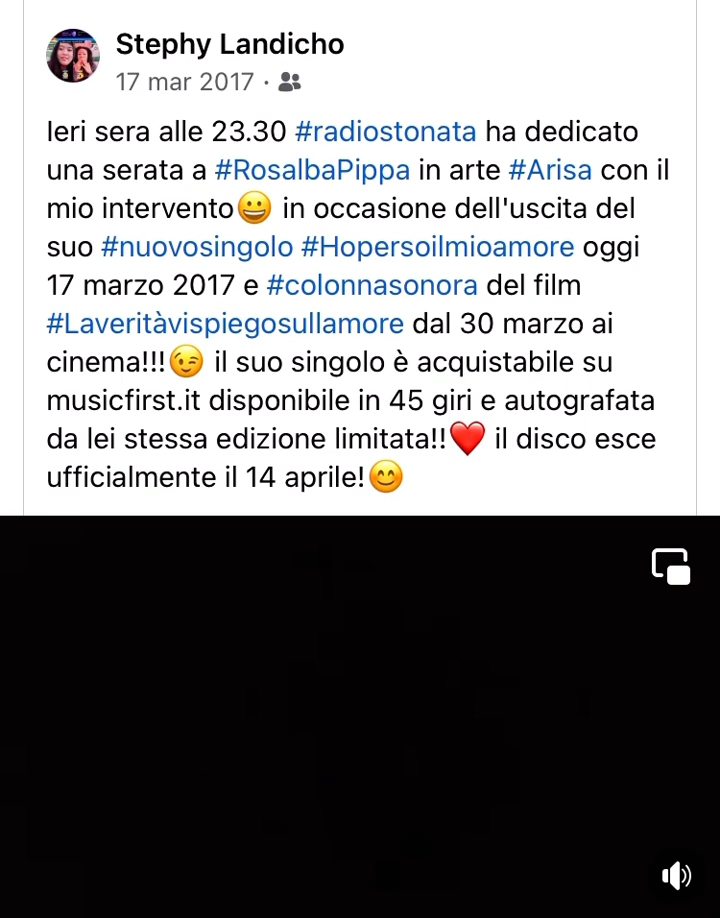 Stephy Landicho
17 mar 2017 ·
Ieri sera alle 23.30 #radiostonata ha dedicato
una serata a #RosalbaPippa in arte #Arisa con il
mio intervento😀 in occasione dell'uscita del
suo #nuovosingolo #Hopersoilmioamore oggi
17 marzo 2017 e #colonnasonora del film
#Laveritàvispiegosullamore dal 30 marzo ai
cinema!!!😉 il suo singolo è acquistabile su
musicfirst.it disponibile in 45 giri e autografata
da lei stessa edizione limitata!!❤️ il disco esce
ufficialmente il 14 aprile!😊